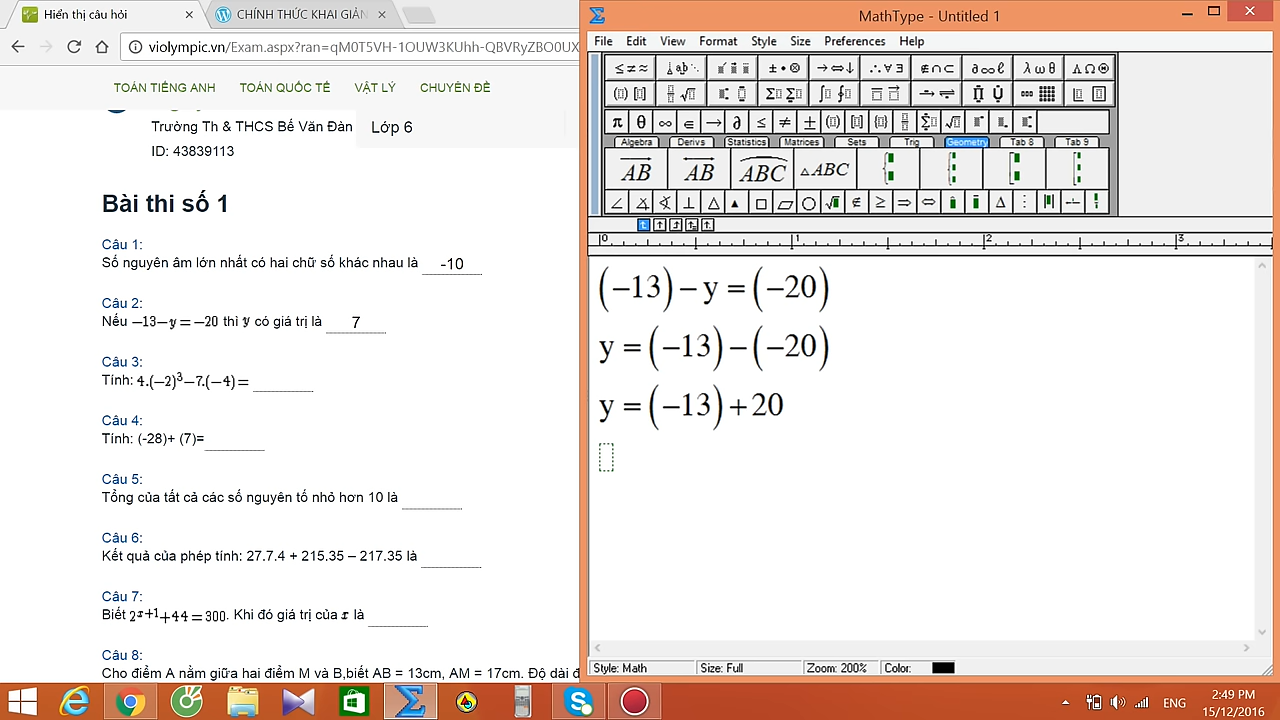 Hiển thị câu hỏi
CHÍNH THỨC KHAI GIẢN
violympic.vn/Exam.aspx?ran=qM0T5VH-1OUW3KUhh-QBVRyZBO0UX
TOÁN TIẾNG ANH TOÁN QUỐC TẾ VẬT LÝ CHUYÊN ĐỀ
Trường Th & THCS Bế Văn Đàn Lớp 6
ID: 43839113
Bài thi số 1
Câu 1:
Số nguyên âm lớn nhất có hai chữ số khác nhau là -10
Câu 2:
Nếu −13−y=−20 thì y có giá trị là 7
Câu 3:
Tính: 4.(−2)³−7.(−4)=
Câu 4:
Tính: (-28)+ (7)=
Câu 5:
Tổng của tất cả các số nguyên tố nhỏ hơn 10 là
Câu 6:
Kết quả của phép tính: 27.7.4 + 215.35 – 217.35 là
Câu 7:
Biết 2^{x+1}+44=300. Khi đó giá trị của x là
Câu 8:
Cho điểm A nằm giữa hai điểm M và B,biết AB = 13cm, AM = 17cm. Độ dài đ
MathType - Untitled 1
File Edit View Format Style Size Preferences Help
Algebra Derivs Statistics Matrices Sets Trig Geometry Tab 8 Tab 9
AB AB ABC △ABC
0 1 2 3
(−13)−y=(−20)
y=(−13)−(−20)
y=(−13)+20
Style: Math Size: Full Zoom: 200% Color:
ENG 2:49 PM
15/12/2016